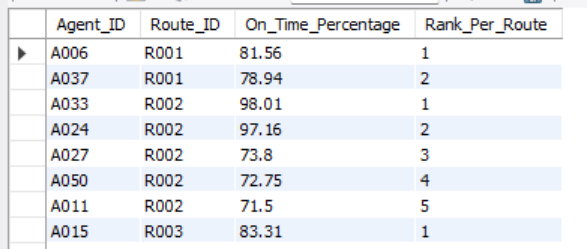 Agent_ID Route_ID On_Time_Percentage Rank_Per_Route
A006 R001 81.56 1
A037 R001 78.94 2
A033 R002 98.01 1
A024 R002 97.16 2
A027 R002 73.8 3
A050 R002 72.75 4
A011 R002 71.5 5
A015 R003 83.31 1